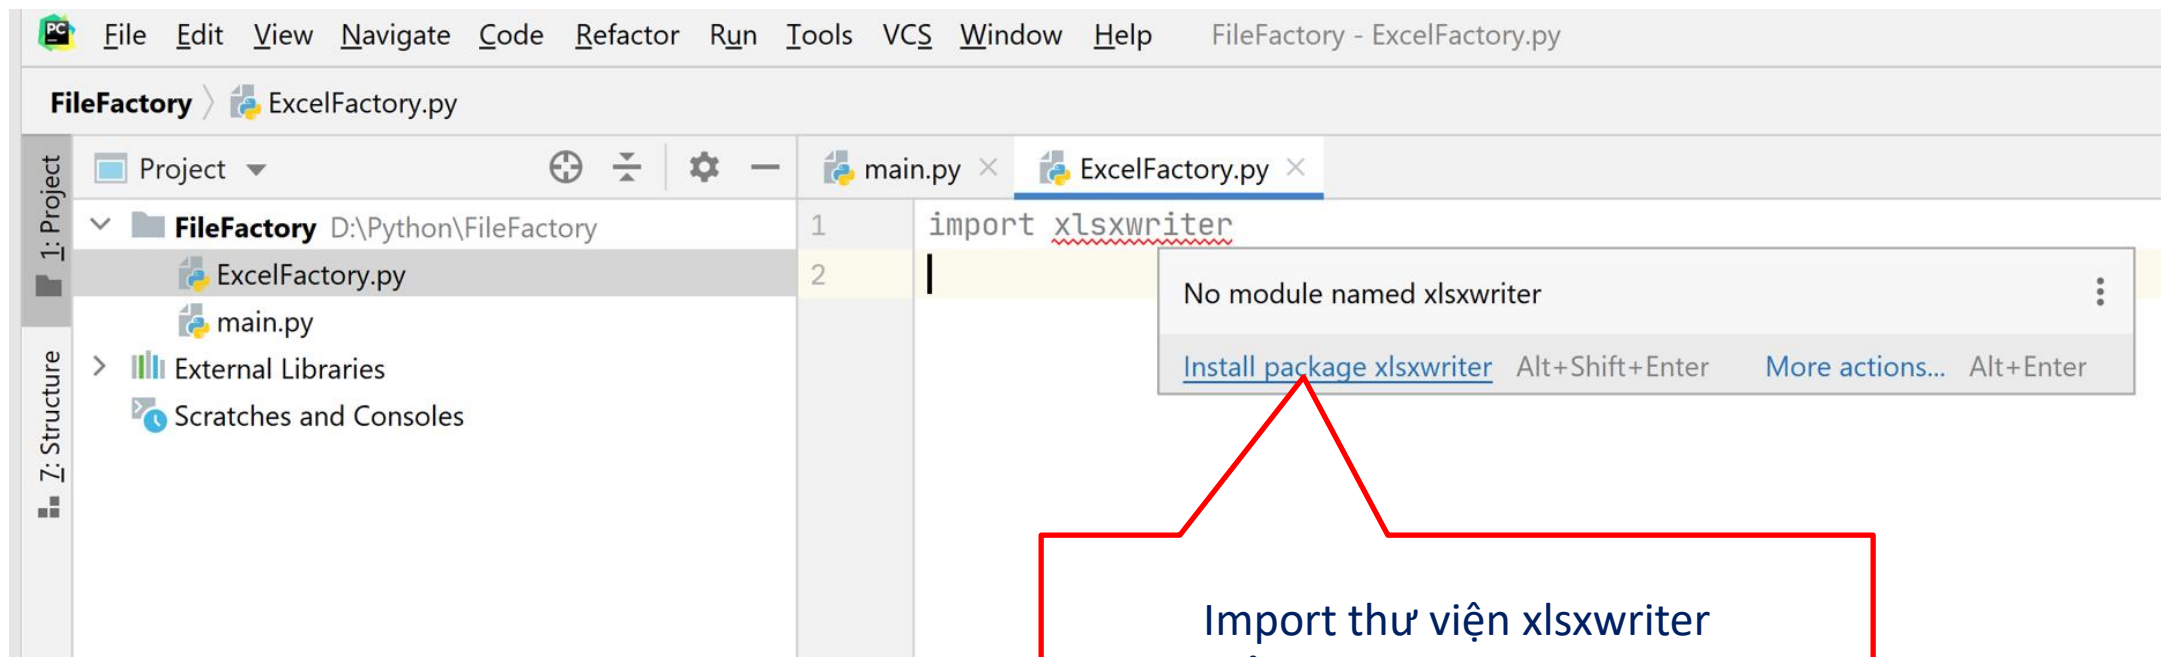 File Edit View Navigate Code Refactor Run Tools VCS Window Help FileFactory - ExcelFactory.py
FileFactory ExcelFactory.py
1: Project
Project
main.py ExcelFactory.py
FileFactory D:\Python\FileFactory
ExcelFactory.py
main.py
External Libraries
Scratches and Consoles
7: Structure
1 import xlsxwriter
2
No module named xlsxwriter
Install package xlsxwriter Alt+Shift+Enter More actions... Alt+Enter
Import thư viện xlsxwriter